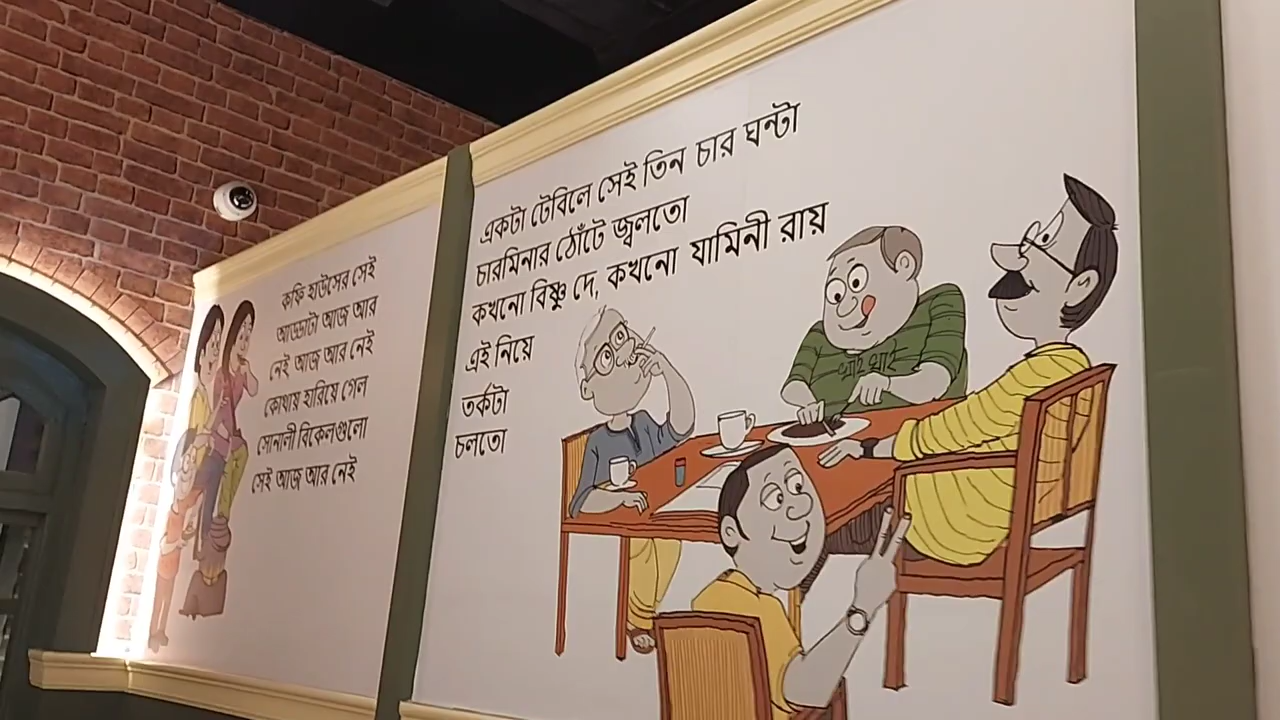 কফি হাউসের সেই
আড্ডাটা আজ আর
নেই আজ আর নেই
কোথায় হারিয়ে গেল
সোনালী বিকেলগুলো
সেই আজ আর নেই
একটা টেবিলে সেই তিন চার ঘন্টা
চারমিনার ঠোঁটে জ্বলতো
কখনো বিষ্ণু দে, কখনো যামিনী রায়
এই নিয়ে
তর্কটা
চলতো
খাই খাই